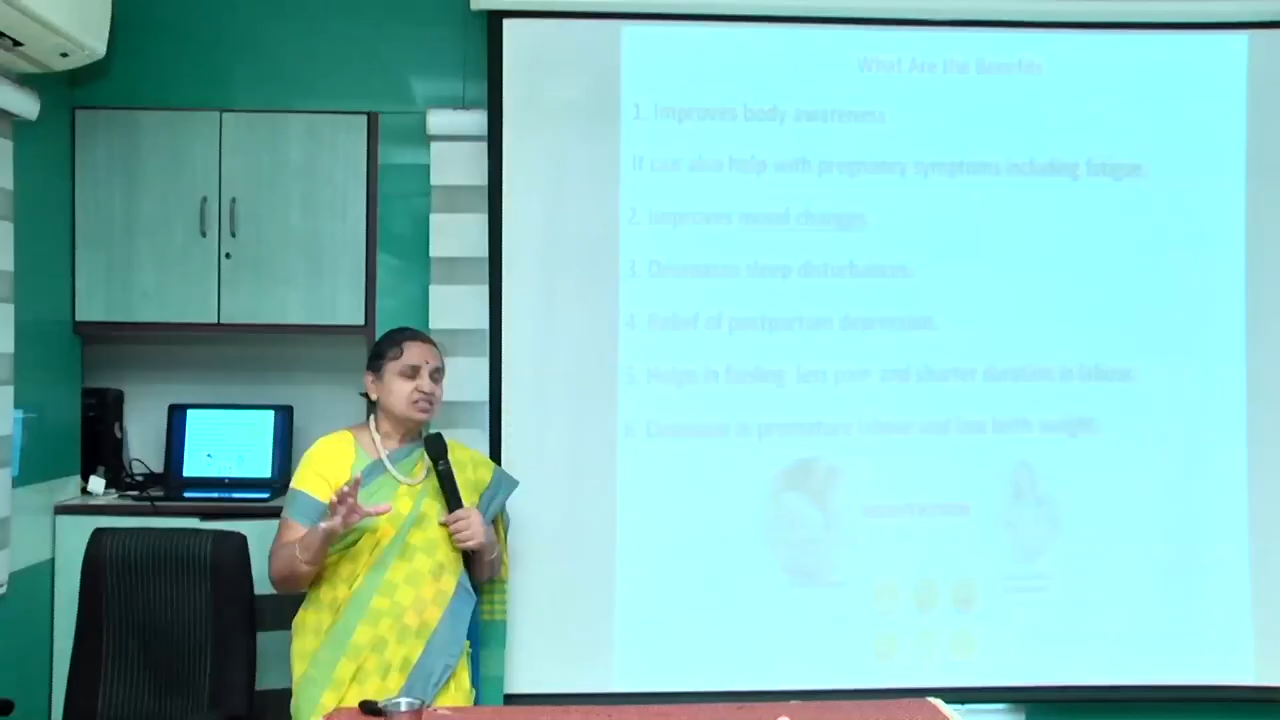 What Are the Benefits
1. Improves body awareness
It can also help with pregnancy symptoms including fatigue.
2. Improves mood changes.
3. Decreases sleep disturbances.
4. Relief of postpartum depression.
5. Helps in feeling less pain and shorter duration in labour.
6. Decrease in premature labour and low birth weight.